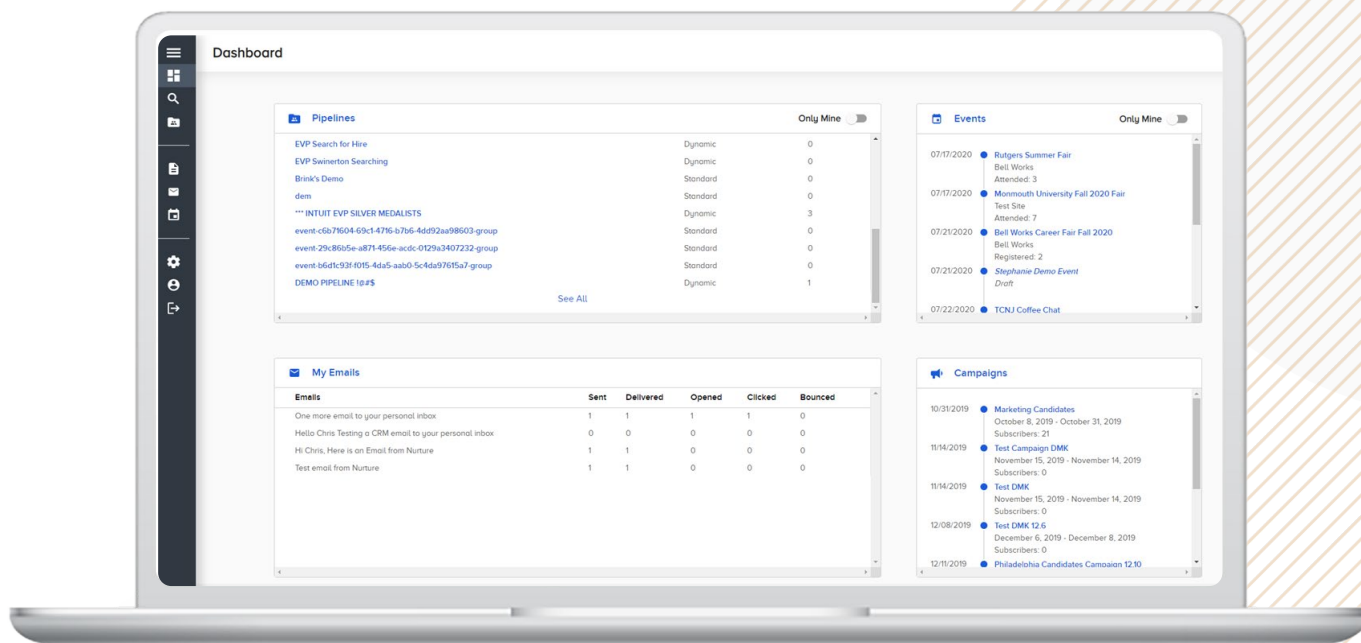 Dashboard
Pipelines
Only Mine
EVP Search for Hire Dynamic 0
EVP Swinerton Searching Dynamic 0
Brink's Demo Standard 0
dem Standard 0
*** INTUIT EVP SILVER MEDALISTS Dynamic 3
event-c6b71604-69c1-4716-b7b6-4dd92aa98603-group Standard 0
event-29c86b5e-a871-456e-acdc-0129a3407232-group Standard 0
event-b6d1c93f-f015-4da5-aab0-5c4da97615a7-group Standard 0
DEMO PIPELINE !@#$ Dynamic 1
See All
Events
Only Mine
07/17/2020 Rutgers Summer Fair
Bell Works
Attended: 3
07/17/2020 Monmouth University Fall 2020 Fair
Test Site
Attended: 7
07/21/2020 Bell Works Career Fair Fall 2020
Bell Works
Registered: 2
07/21/2020 Stephanie Demo Event
Draft
07/22/2020 TCNJ Coffee Chat
My Emails
Emails Sent Delivered Opened Clicked Bounced
One more email to your personal inbox 1 1 1 1 0
Hello Chris Testing a CRM email to your personal inbox 0 0 0 0 0
Hi Chris, Here is an Email from Nurture 1 1 0 0 0
Test email from Nurture 1 1 0 0 0
Campaigns
10/31/2019 Marketing Candidates
October 8, 2019 - October 31, 2019
Subscribers: 21
11/14/2019 Test Campaign DMK
November 15, 2019 - November 14, 2019
Subscribers: 0
11/14/2019 Test DMK
November 15, 2019 - November 14, 2019
Subscribers: 0
12/08/2019 Test DMK 12.6
December 6, 2019 - December 8, 2019
Subscribers: 0
12/11/2019 Philadelphia Candidates Campaign 12.10